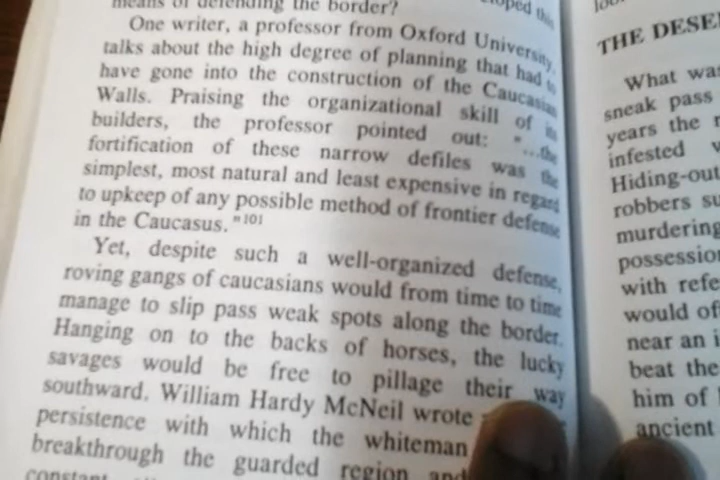 means of defending the border?
One writer, a professor from Oxford University,
talks about the high degree of planning that had to
have gone into the construction of the Caucasian
Walls. Praising the organizational skill of its
builders, the professor pointed out: "...the
fortification of these narrow defiles was the
simplest, most natural and least expensive in regard
to upkeep of any possible method of frontier defense
in the Caucasus."101
Yet, despite such a well-organized defense,
roving gangs of caucasians would from time to time
manage to slip pass weak spots along the border.
Hanging on to the backs of horses, the lucky
savages would be free to pillage their way
southward. William Hardy McNeil wrote
persistence with which the whiteman
breakthrough the guarded region and
constant
THE
What
sneak pass
years the
infested
Hiding-out
robbers
murdering
with
would
near an
beat the
him of
ancient